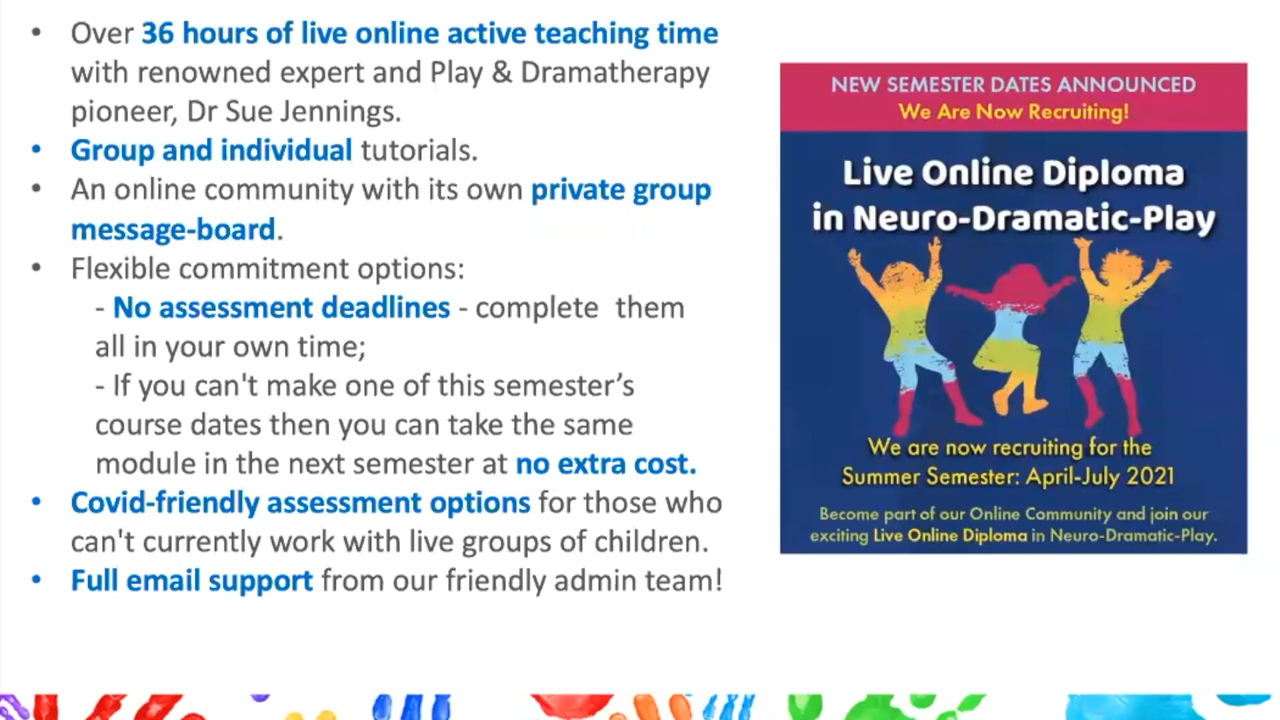 • Over 36 hours of live online active teaching time
with renowned expert and Play & Dramatherapy
pioneer, Dr Sue Jennings.
• Group and individual tutorials.
• An online community with its own private group
message-board.
• Flexible commitment options:
- No assessment deadlines - complete them
all in your own time;
- If you can't make one of this semester’s
course dates then you can take the same
module in the next semester at no extra cost.
• Covid-friendly assessment options for those who
can't currently work with live groups of children.
• Full email support from our friendly admin team!
NEW SEMESTER DATES ANNOUNCED
We Are Now Recruiting!
Live Online Diploma
in Neuro-Dramatic-Play
We are now recruiting for the
Summer Semester: April-July 2021
Become part of our Online Community and join our
exciting Live Online Diploma in Neuro-Dramatic-Play.